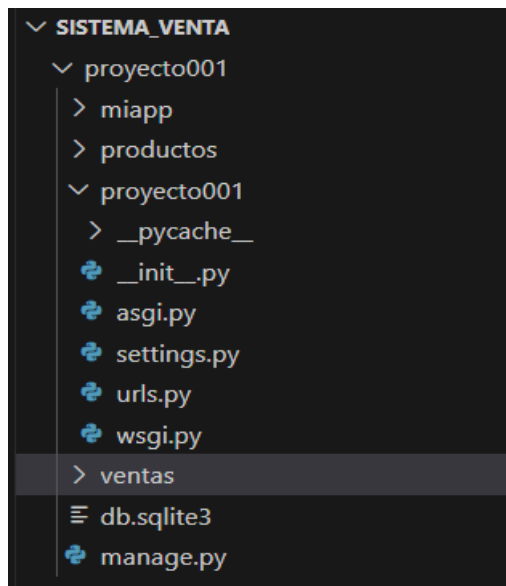 SISTEMA_VENTA
proyecto001
miapp
productos
proyecto001
__pycache__
__init__.py
asgi.py
settings.py
urls.py
wsgi.py
ventas
db.sqlite3
manage.py